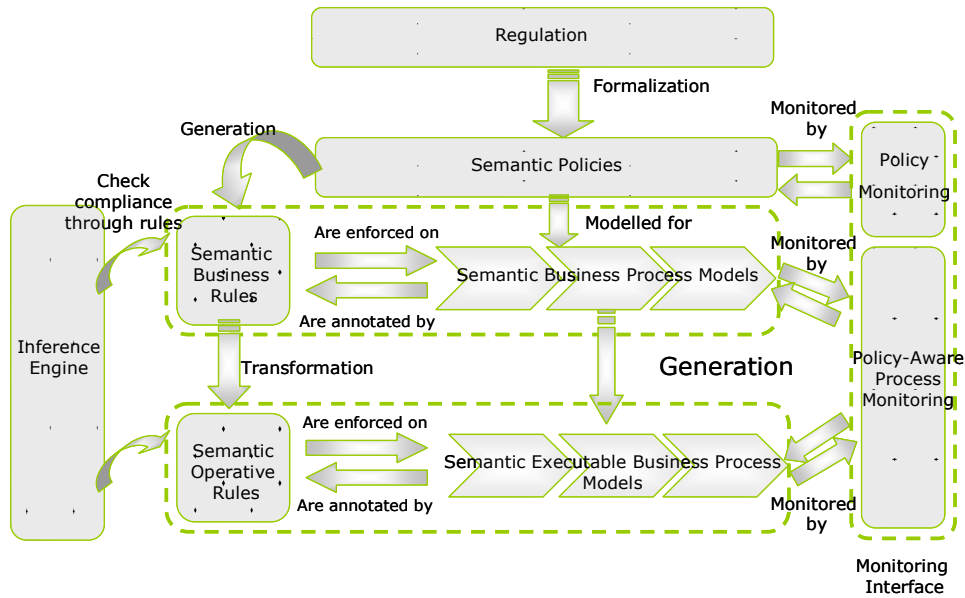 Regulation
Formalization
Monitored
by
Generation
Semantic Policies
Policy
Monitoring
Check
compliance
through rules
Modelled for
Are enforced on
Monitored
by
Semantic
Business
Rules
Semantic Business Process Models
Are annotated by
Inference
Engine
Transformation
Generation
Policy-Aware
Process
Monitoring
Are enforced on
Semantic
Operative
Rules
Semantic Executable Business Process
Models
Are annotated by
Monitored
by
Monitoring
Interface